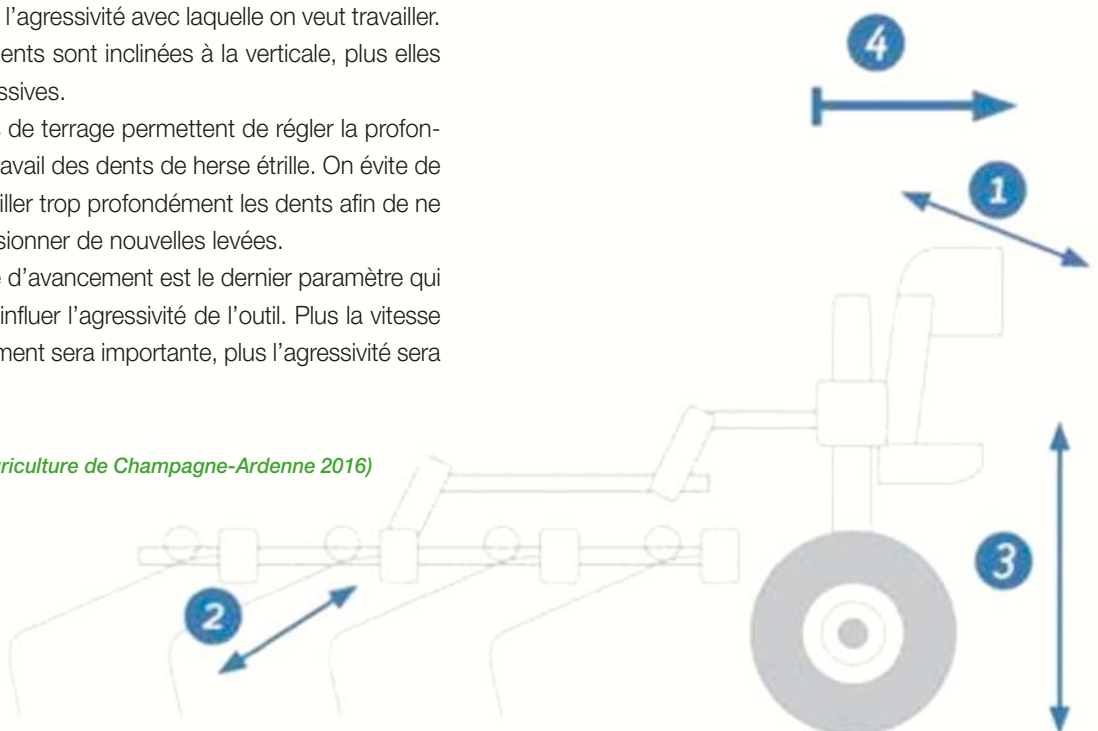 l'agressivité avec laquelle on veut travailler.
ents sont inclinées à la verticale, plus elles
ssives.
s de terrage permettent de régler la profon-
ravail des dents de herse étrille. On évite de
iller trop profondément les dents afin de ne
sionner de nouvelles levées.
e d'avancement est le dernier paramètre qui
influer l'agressivité de l'outil. Plus la vitesse
ment sera importante, plus l'agressivité sera
griculture de Champagne-Ardenne 2016)
4
1
3
2